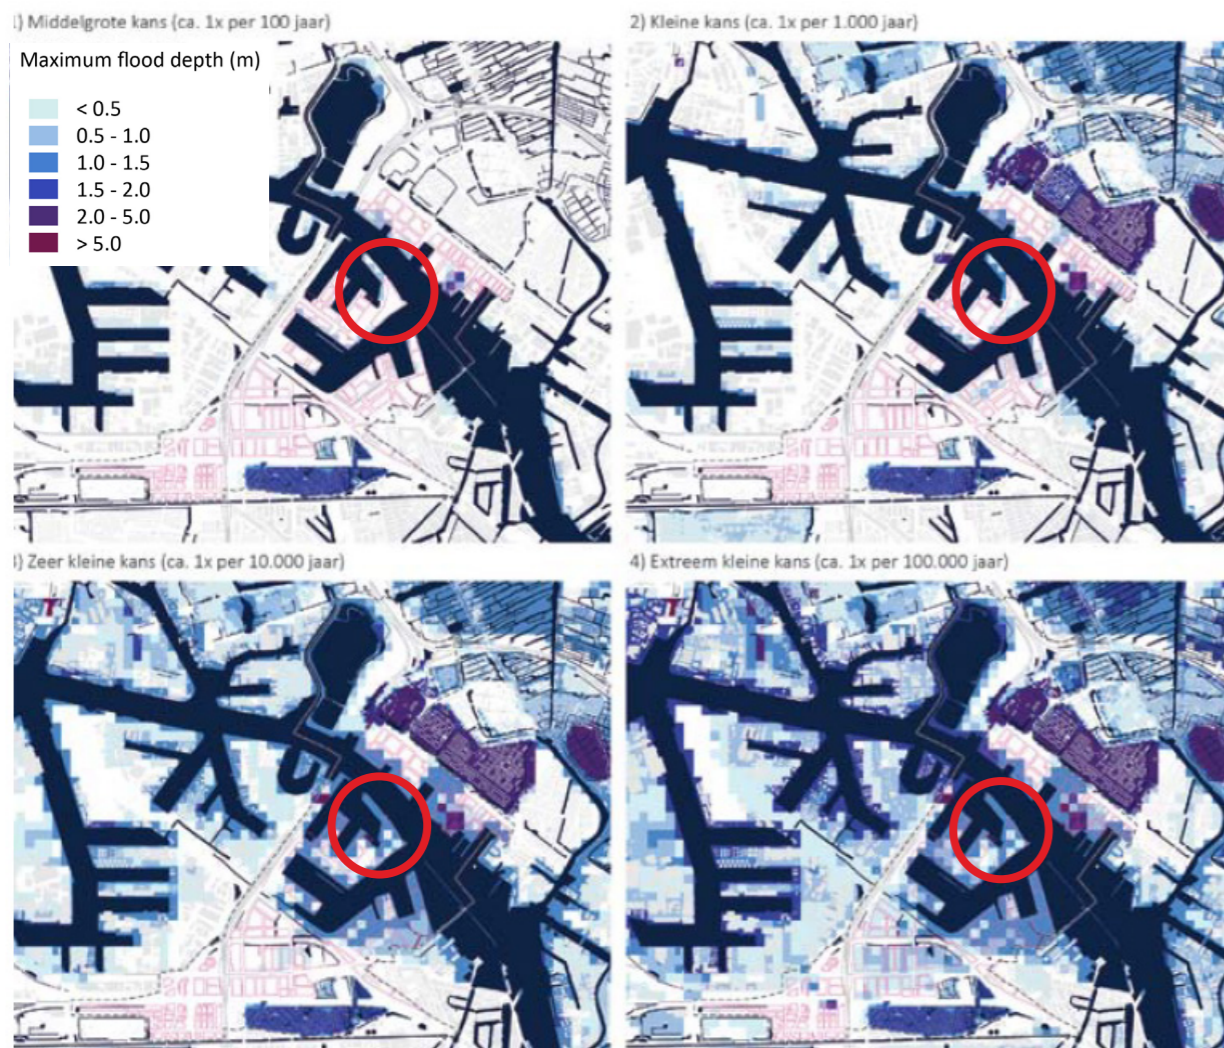 1) Middelgrote kans (ca. 1x per 100 jaar)
2) Kleine kans (ca. 1x per 1.000 jaar)
Maximum flood depth (m)
< 0.5
0.5 - 1.0
1.0 - 1.5
1.5 - 2.0
2.0 - 5.0
> 5.0
3) Zeer kleine kans (ca. 1x per 10.000 jaar)
4) Extreem kleine kans (ca. 1x per 100.000 jaar)